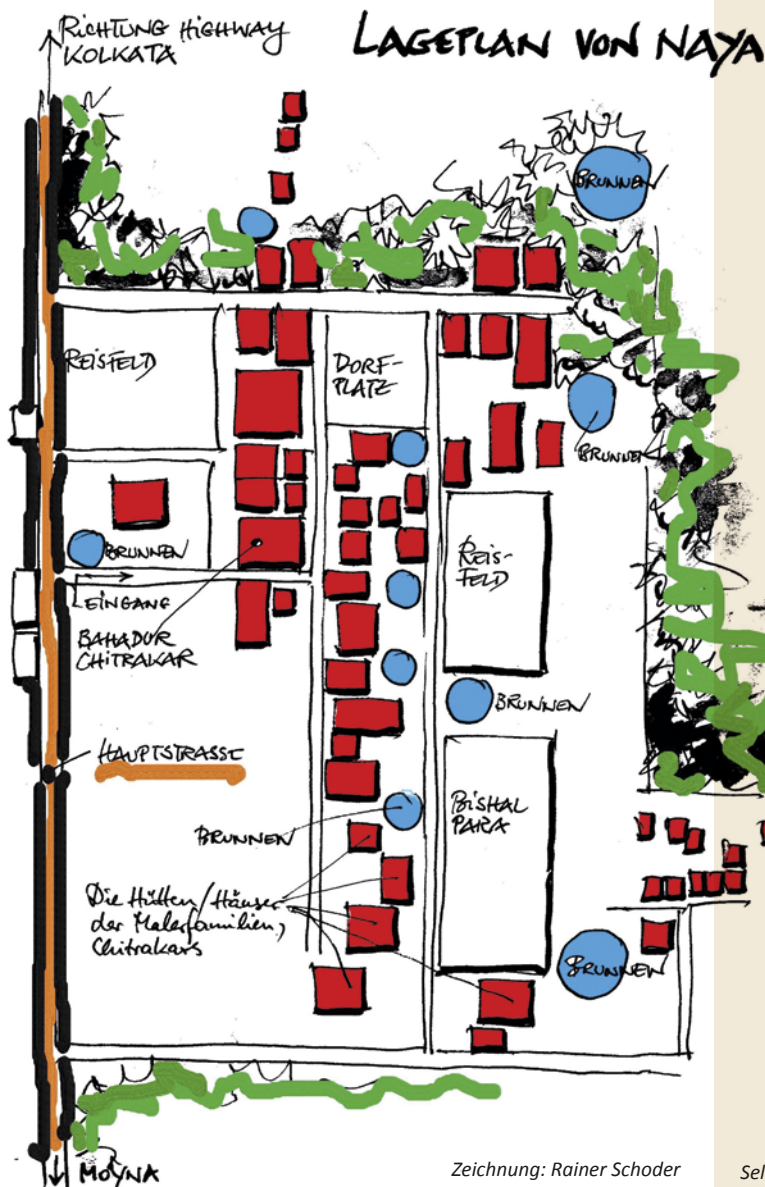 RICHTUNG HIGHWAY
KOLKATA
LAGEPLAN VON NAYA
BRUNNEN
REISFELD
DORF-
PLATZ
BRUNNEN
BRUNNEN
REIS-
FELD
EINGANG
BAHADUR
CHITRAKAR
BRUNNEN
HAUPTSTRASSE
BISHAL
PARA
BRUNNEN
Die Hütten/Häuser
der Malerfamilien,
Chitrakars
BRUNNEN
MOYNA
Zeichnung: Rainer Schoder
Sel